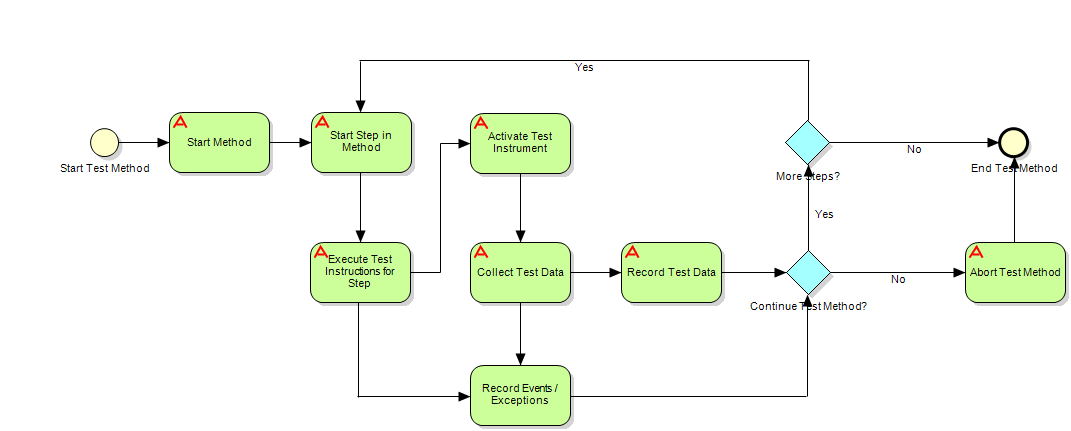 Yes
Start Method
Start Step in
Method
Activate Test
Instrument
Start Test Method
No
More Steps?
End Test Method
Yes
Execute Test
Instructions for
Step
Collect Test Data
Record Test Data
No
Abort Test Method
Continue Test Method?
Record Events /
Exceptions